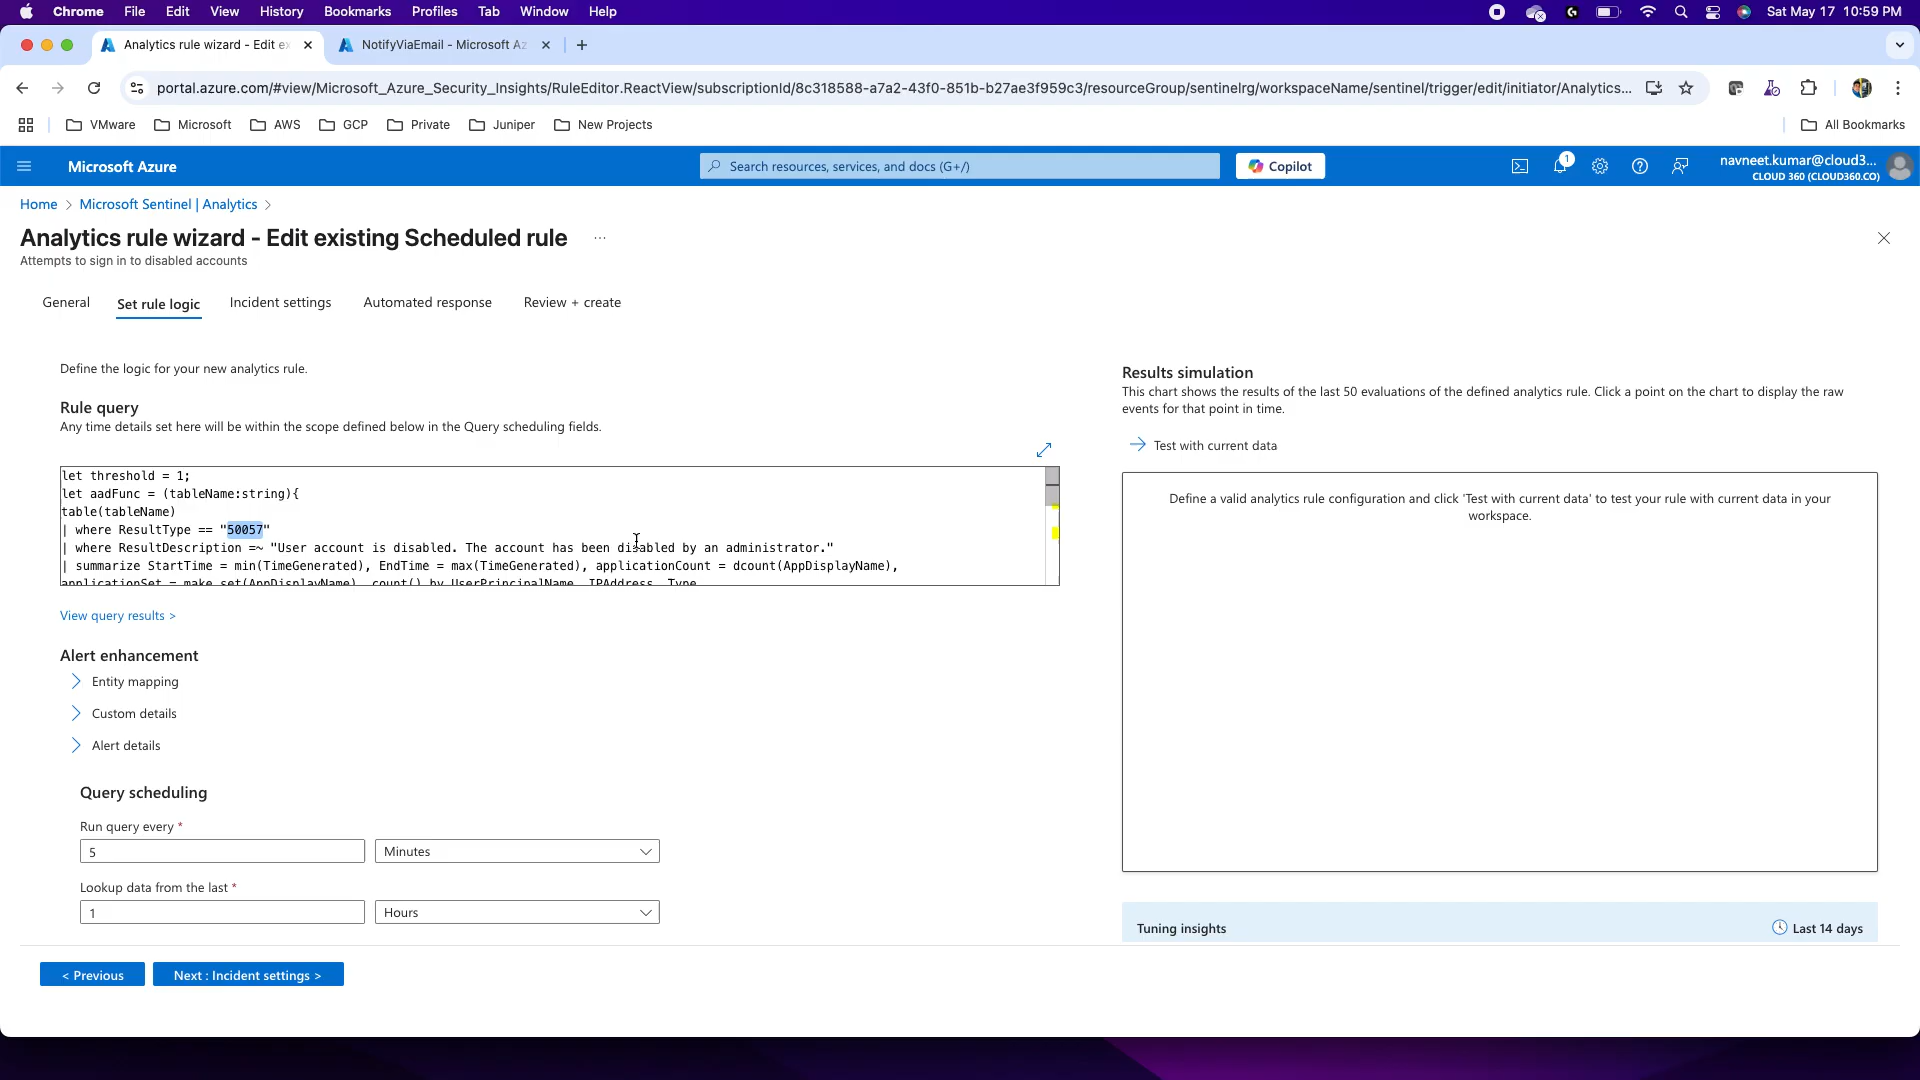 Chrome File Edit View History Bookmarks Profiles Tab Window Help Sat May 17 10:59 PM
Analytics rule wizard - Edit ex NotifyViaEmail - Microsoft Az
portal.azure.com/#view/Microsoft_Azure_Security_Insights/RuleEditor.ReactView/subscriptionId/8c318588-a7a2-43f0-851b-b27ae3f959c3/resourceGroup/sentinelrg/workspaceName/sentinel/trigger/edit/initiator/Analytics...
VMware Microsoft AWS GCP Private Juniper New Projects All Bookmarks
Microsoft Azure Search resources, services, and docs (G+/) Copilot 1 navneet.kumar@cloud3...
CLOUD 360 (CLOUD360.CO)
Home > Microsoft Sentinel | Analytics >
Analytics rule wizard - Edit existing Scheduled rule ...
Attempts to sign in to disabled accounts
General Set rule logic Incident settings Automated response Review + create
Define the logic for your new analytics rule.
Rule query
Any time details set here will be within the scope defined below in the Query scheduling fields.
let threshold = 1;
let aadFunc = (tableName:string){
table(tableName)
| where ResultType == "50057"
| where ResultDescription =~ "User account is disabled. The account has been disabled by an administrator."
| summarize StartTime = min(TimeGenerated), EndTime = max(TimeGenerated), applicationCount = dcount(AppDisplayName),
applicationSet = make_set(AppDisplayName), count() by UserPrincipalName, IPAddress, Type
View query results >
Alert enhancement
Entity mapping
Custom details
Alert details
Query scheduling
Run query every *
5 Minutes
Lookup data from the last *
1 Hours
< Previous Next : Incident settings >
Results simulation
This chart shows the results of the last 50 evaluations of the defined analytics rule. Click a point on the chart to display the raw
events for that point in time.
Test with current data
Define a valid analytics rule configuration and click 'Test with current data' to test your rule with current data in your
workspace.
Tuning insights Last 14 days